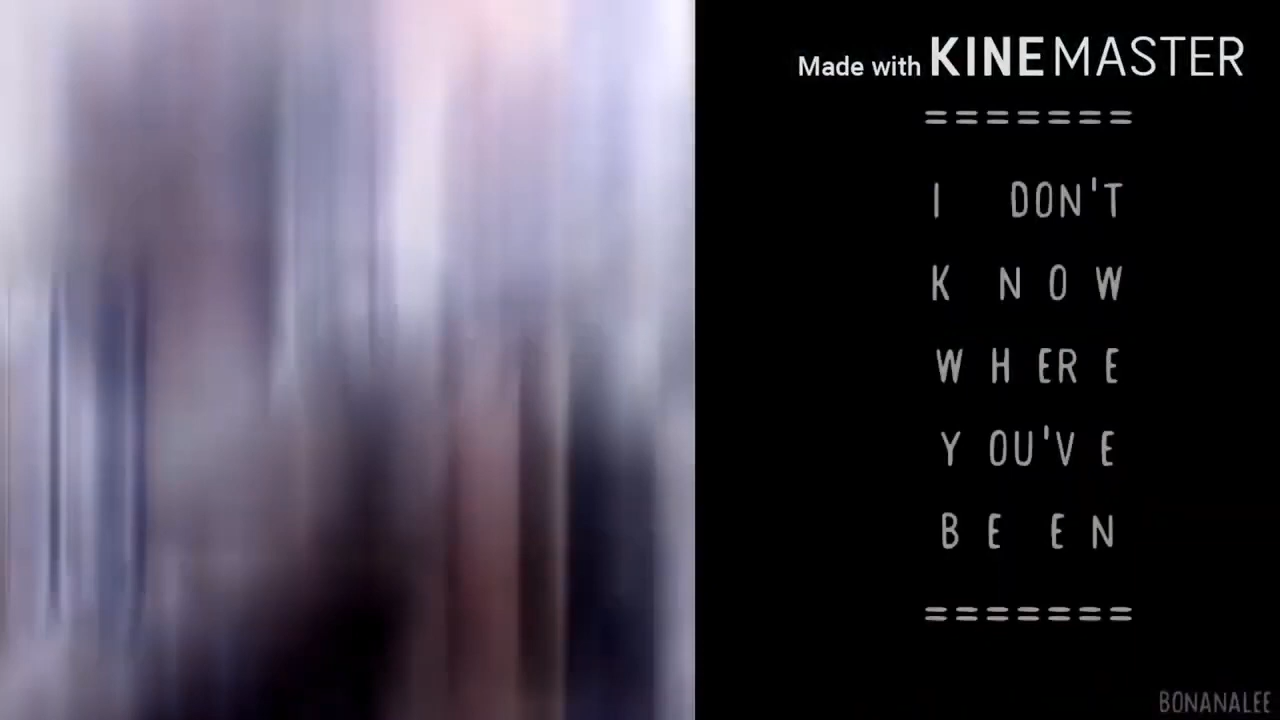 Made with KINEMASTER
=======
I DON'T
K N O W
W H ER E
Y OU'V E
B E E N
=======
BONANALEE